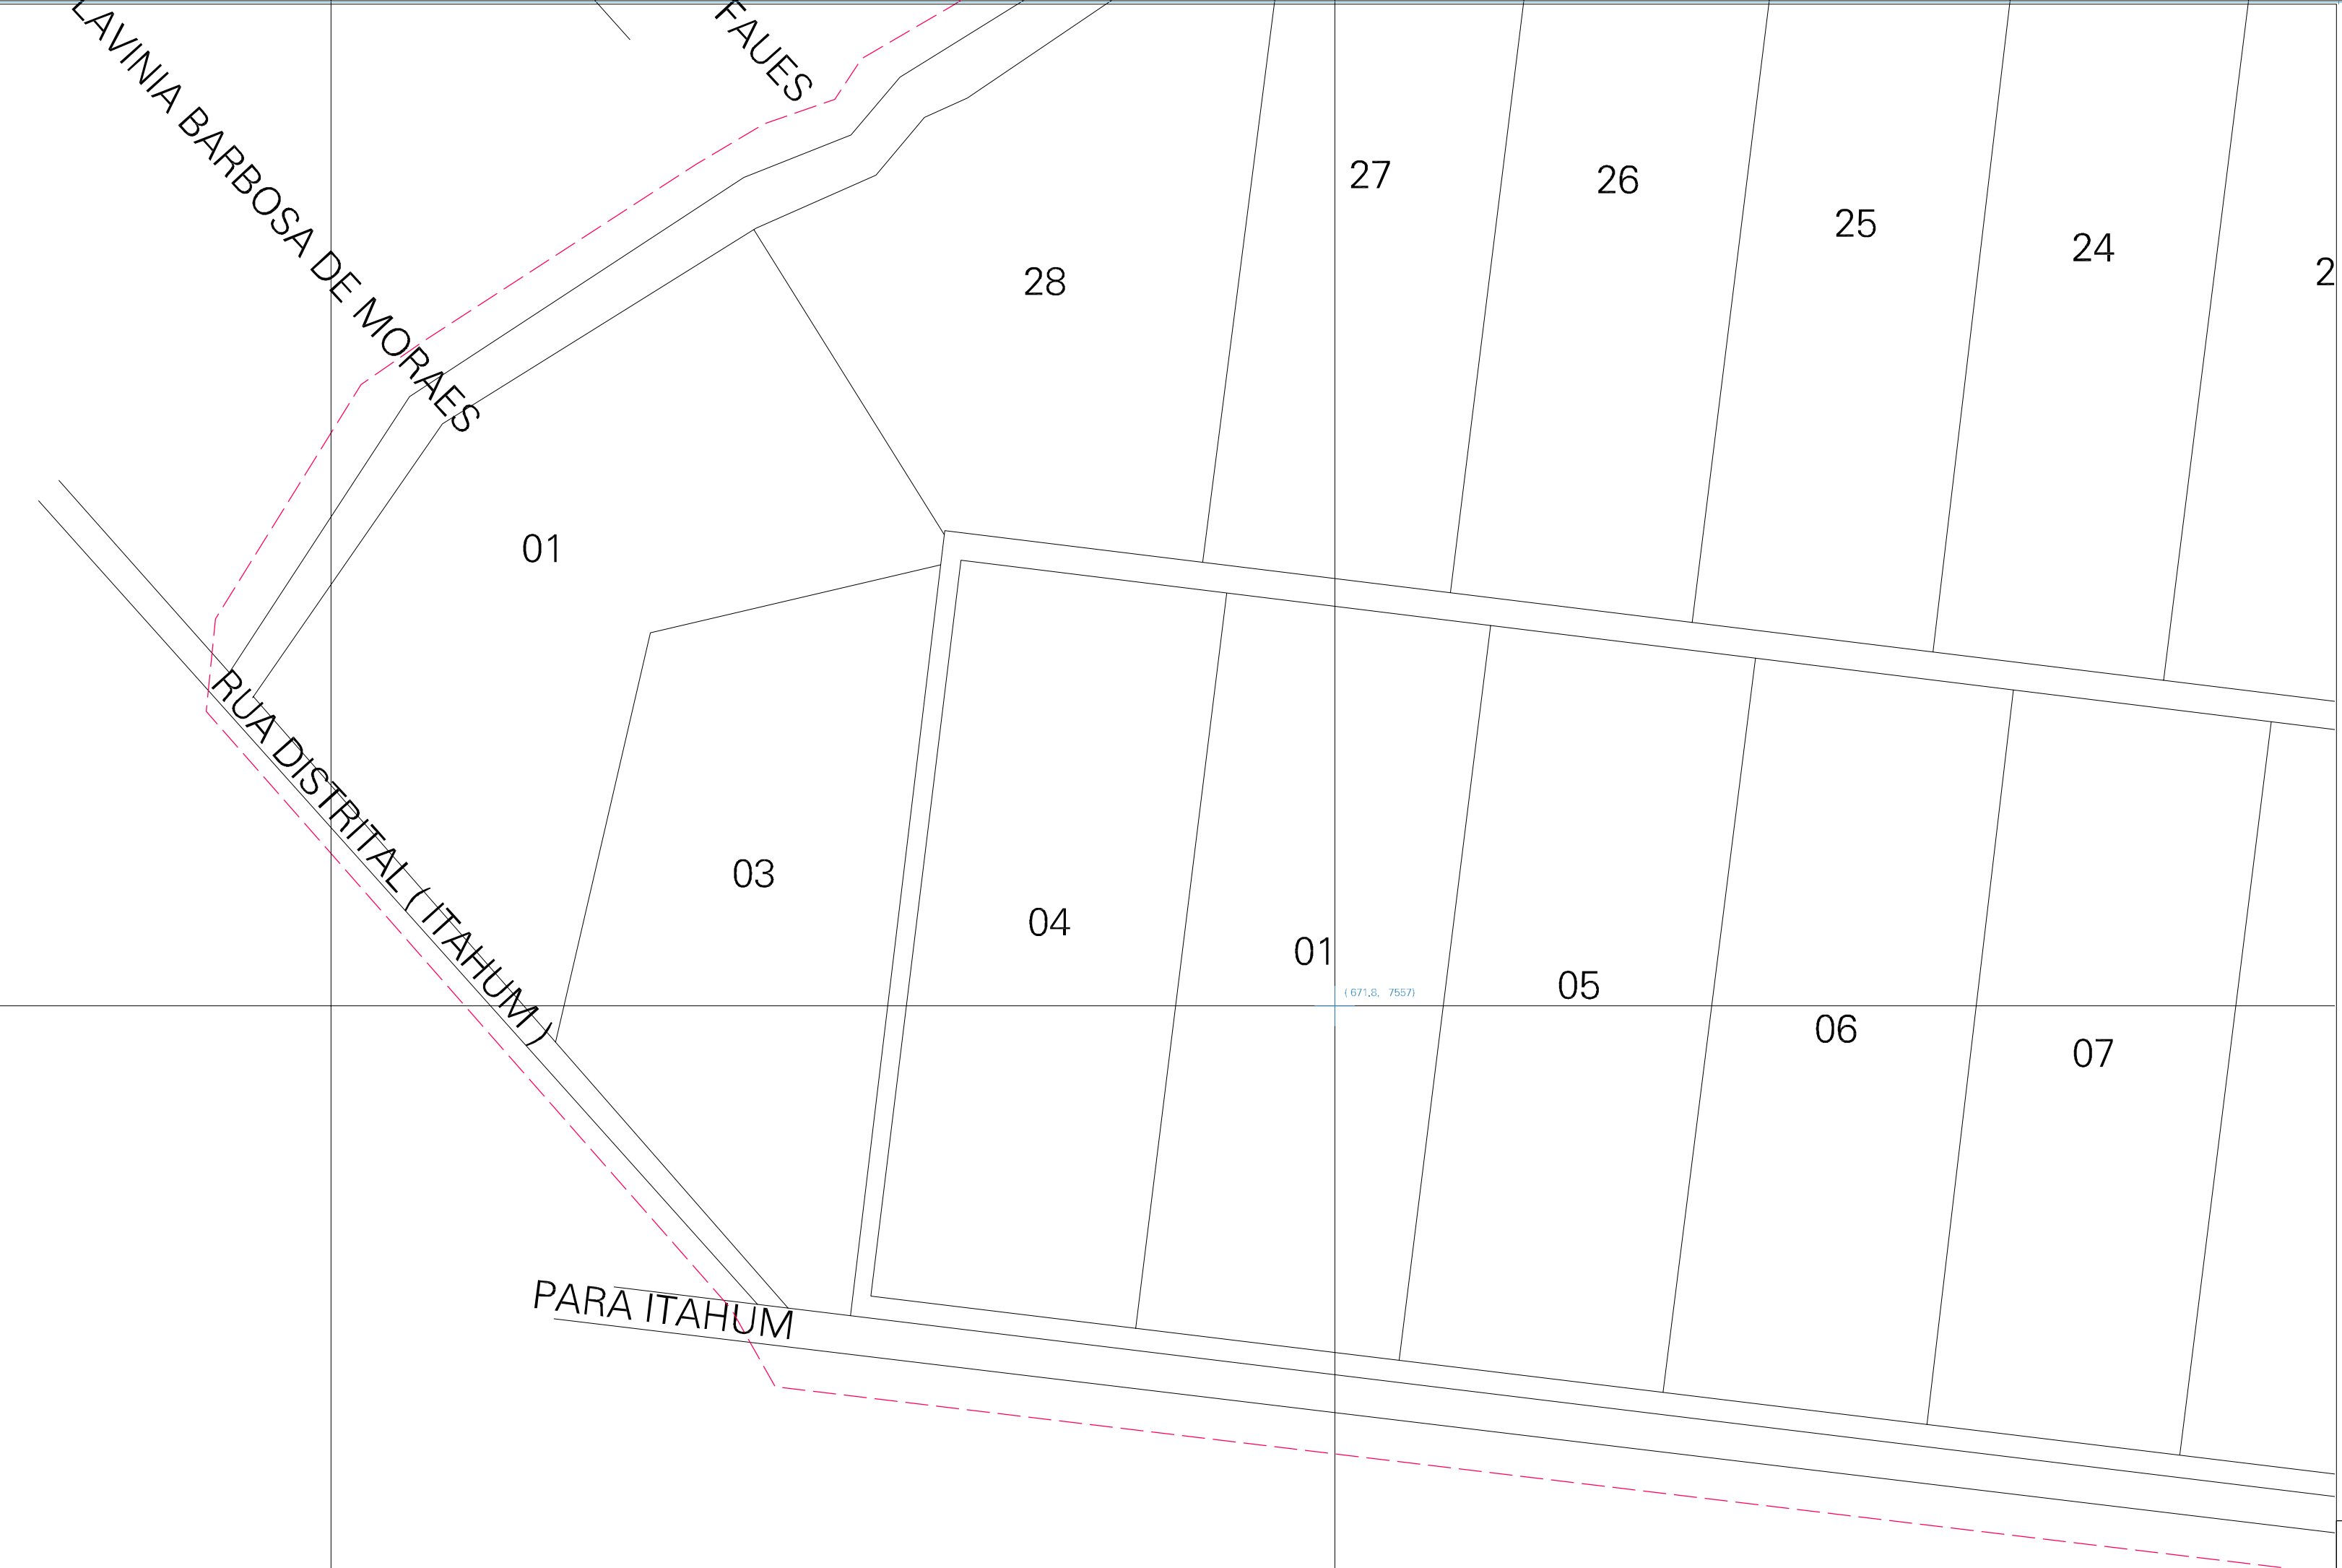 LAVINIA BARBOSA DE MORAES
FAUES
27
26
25
24
2
28
01
03
04
01
05
06
07
( 671,8, 7557)
RUA DISTRITAL ( ITAHUM )
PARA ITAHUM